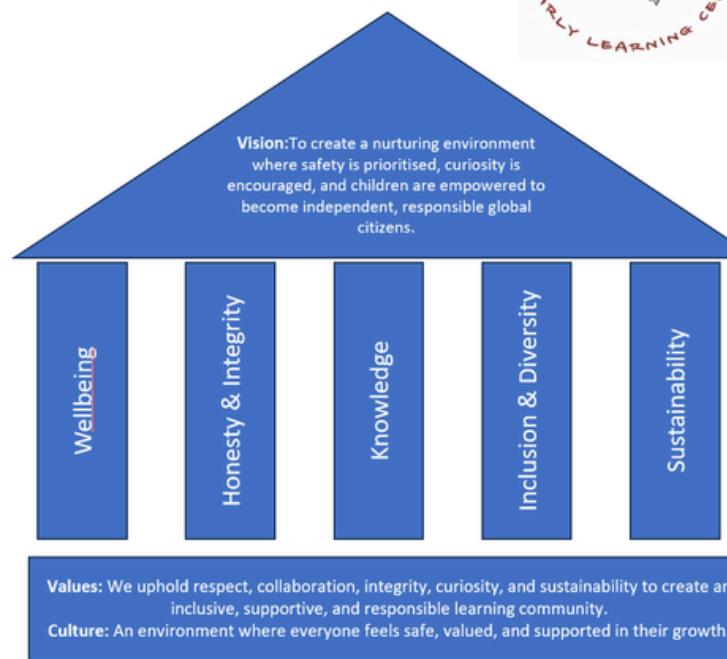 LEARNING
Vision:To create a nurturing environment
where safety is prioritised, curiosity is
encouraged, and children are empowered to
become independent, responsible global
citizens.
Wellbeing
Honesty & Integrity
Knowledge
Inclusion & Diversity
Sustainability
Values: We uphold respect, collaboration, integrity, curiosity, and sustainability to create
inclusive, supportive, and responsible learning community.
Culture: An environment where everyone feels safe, valued, and supported in their growth